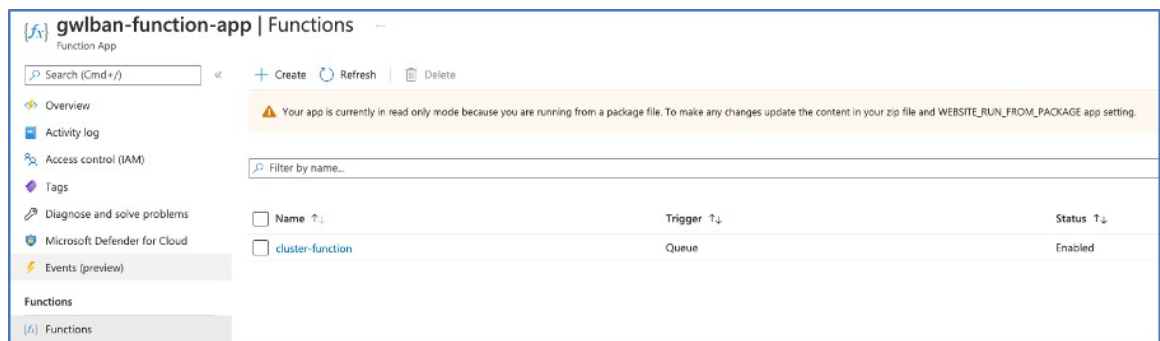 gwlban-function-app | Functions ...
Function App
Search (Cmd+/)
«
Overview
Activity log
Access control (IAM)
Tags
Diagnose and solve problems
Microsoft Defender for Cloud
Events (preview)
Functions
Functions
+ Create Refresh Delete
Your app is currently in read only mode because you are running from a package file. To make any changes update the content in your zip file and WEBSITE_RUN_FROM_PACKAGE app setting.
Filter by name...
Name ↑↓ Trigger ↑↓ Status ↑↓
cluster-function Queue Enabled